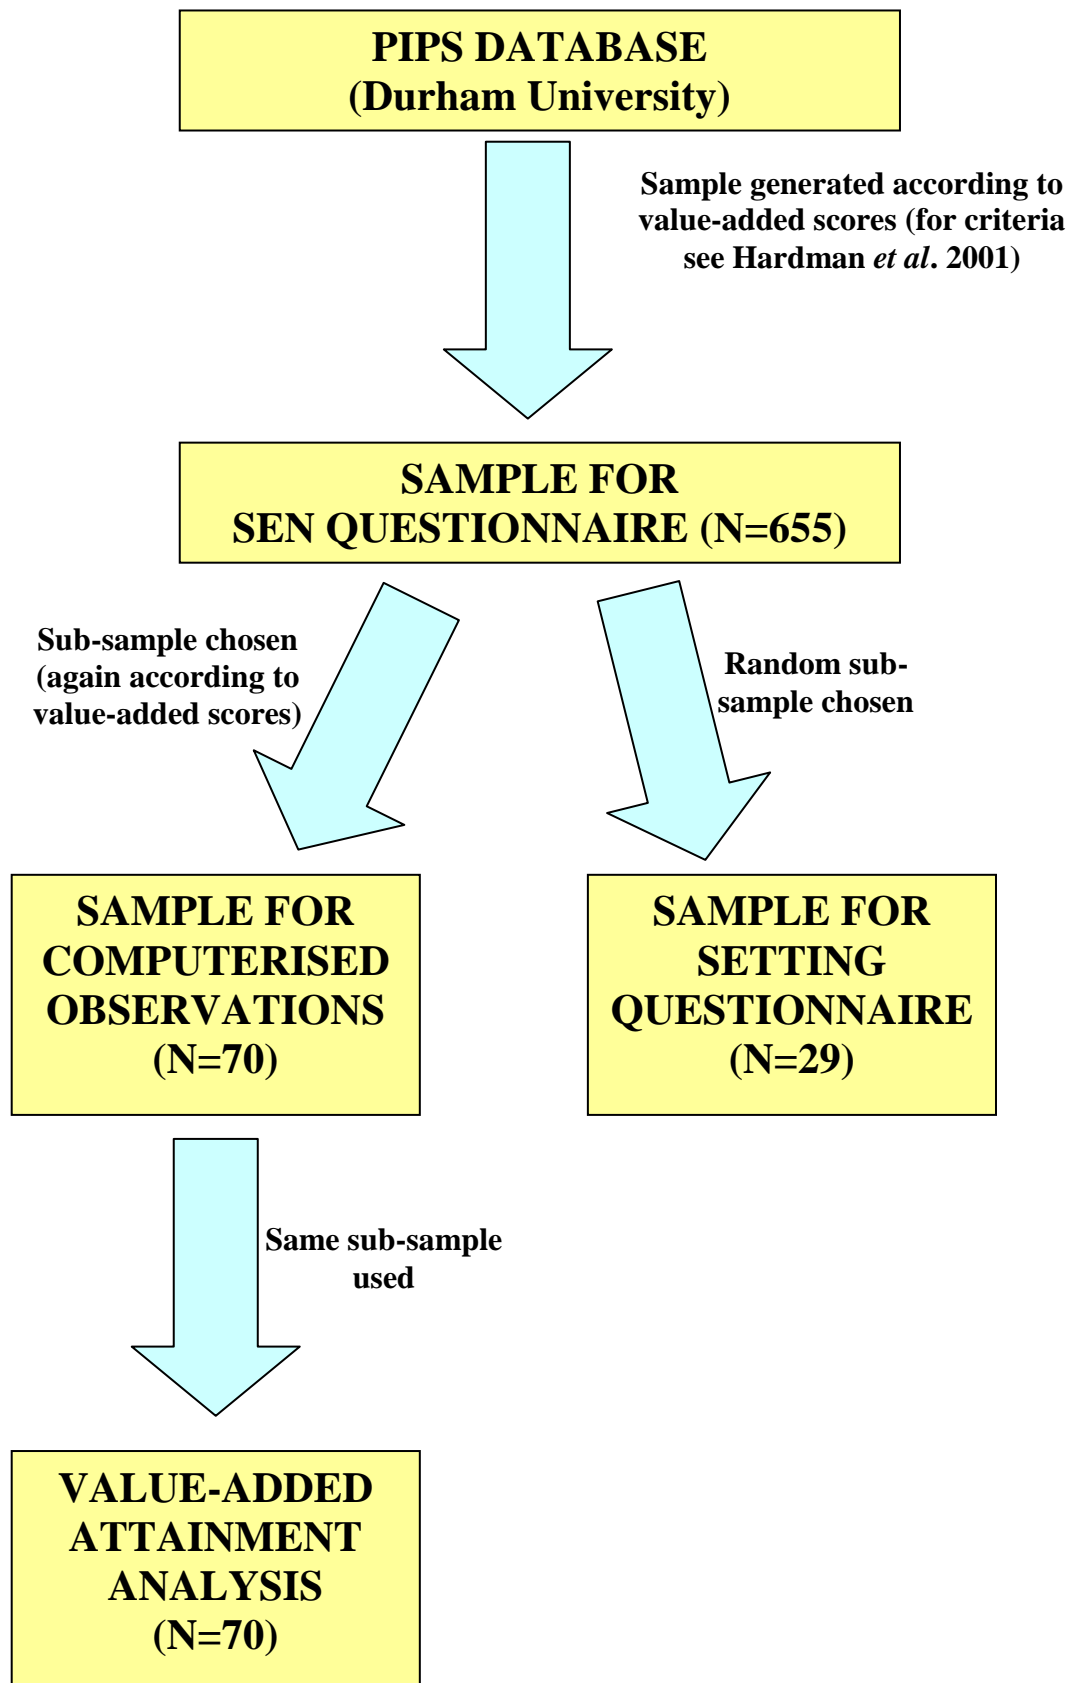 PIPS DATABASE
(Durham University)
Sample generated according to
value-added scores (for criteria
see Hardman et al. 2001)
SAMPLE FOR
SEN QUESTIONNAIRE (N=655)
Sub-sample chosen
(again according to
value-added scores)
Random sub-
sample chosen
SAMPLE FOR
COMPUTERISED
OBSERVATIONS
(N=70)
SAMPLE FOR
SETTING
QUESTIONNAIRE
(N=29)
Same sub-sample
used
VALUE-ADDED
ATTAINMENT
ANALYSIS
(N=70)